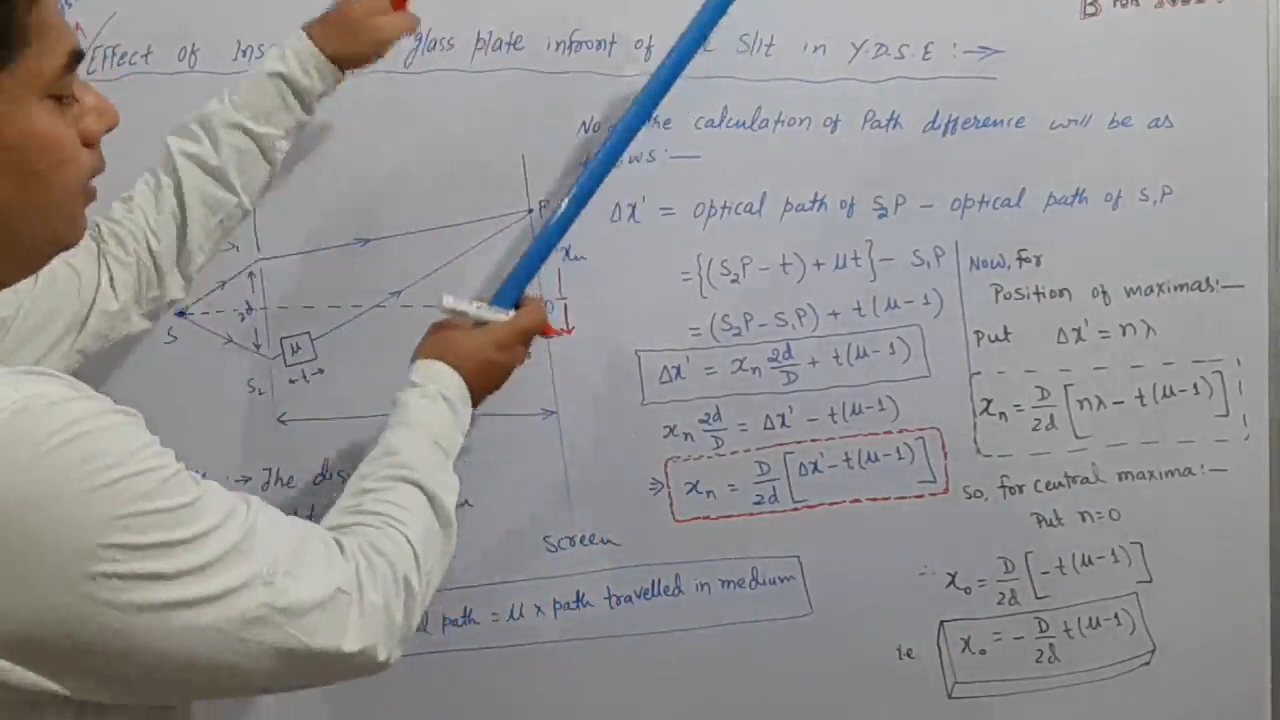 Effect of Ins glass plate infront of Slit in Y.D.S.E :→
B FOR
No the calculation of Path difference will be as
ws :—
Δx' = optical path of S₂P – optical path of S₁P
= {(S₂P – t) + μt} – S₁P
= (S₂P – S₁P) + t(μ–1)
Δx' = xₙ 2d/D + t(μ–1)
xₙ 2d/D = Δx' – t(μ–1)
⇒ xₙ = D/2d [Δx' – t(μ–1)]
Now, for
Position of maximas:—
Put Δx' = nλ
xₙ = D/2d [nλ – t(μ–1)]
So, for central maxima:—
Put n=0
∴ x₀ = D/2d [–t(μ–1)]
ie x₀ = – D/2d t(μ–1)
P
xₙ
S
2d
μ
←t→
S₂
:→ The dis
Screen
path = μ × path travelled in medium